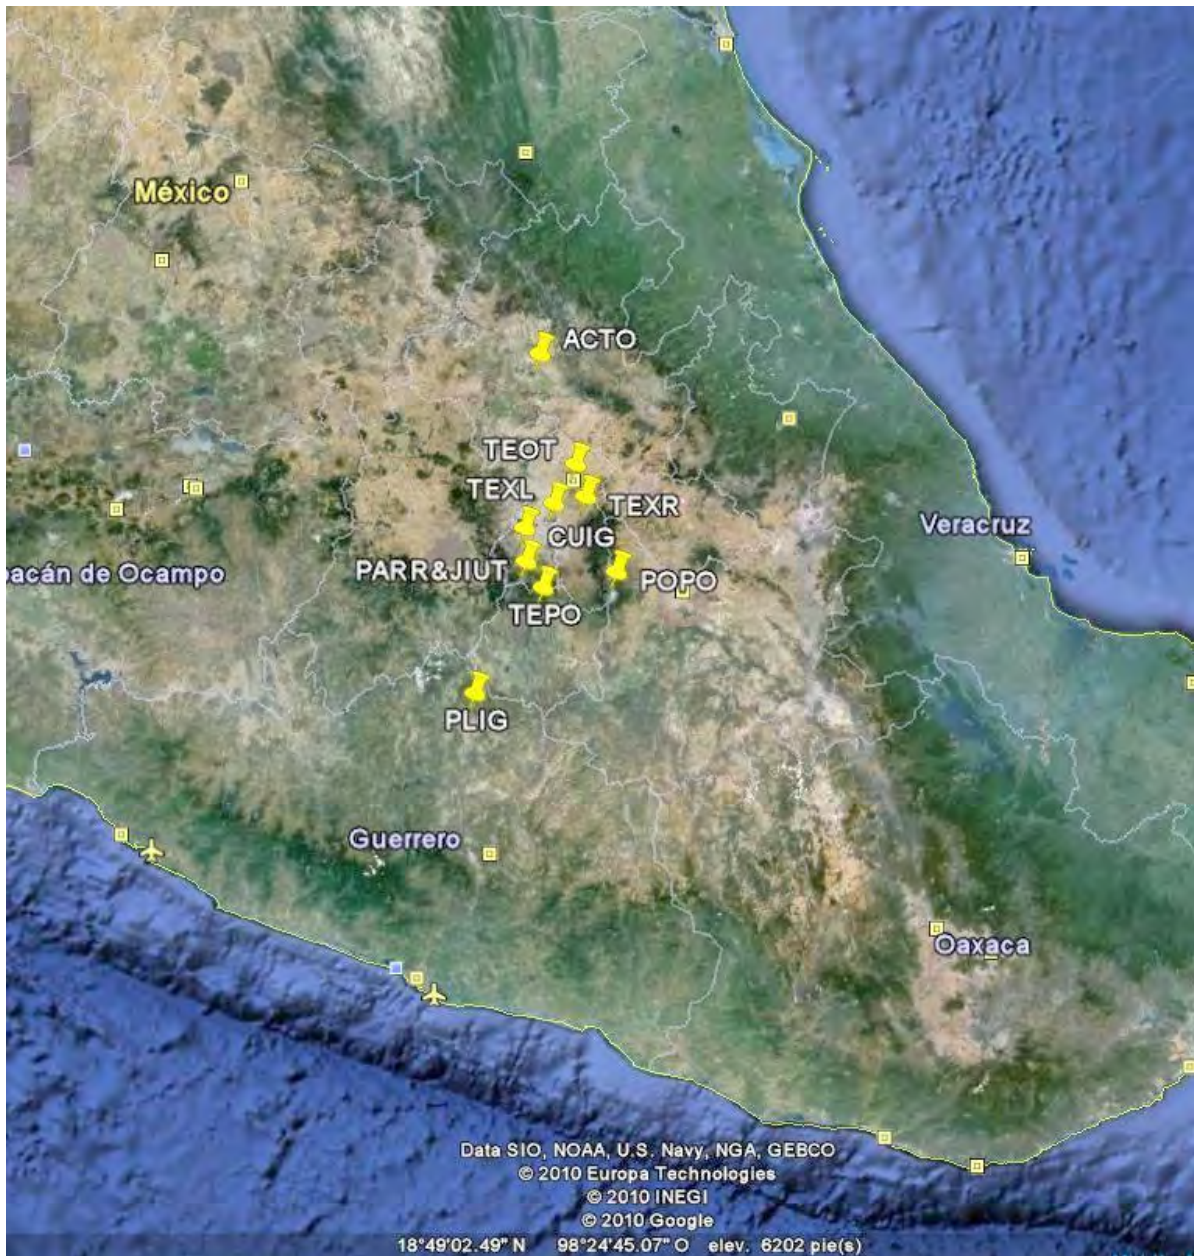 México
ACTO
TEOT
TEXL
TEXR
CUIG
Veracruz
PARR&JIUT
POPO
oacán de Ocampo
TEPO
PLIG
Guerrero
Oaxaca
Data SIO, NOAA, U.S. Navy, NGA, GEBCO
© 2010 Europa Technologies
© 2010 INEGI
© 2010 Google
18°49'02.49" N 98°24'45.07" O elev. 6202 pie(s)